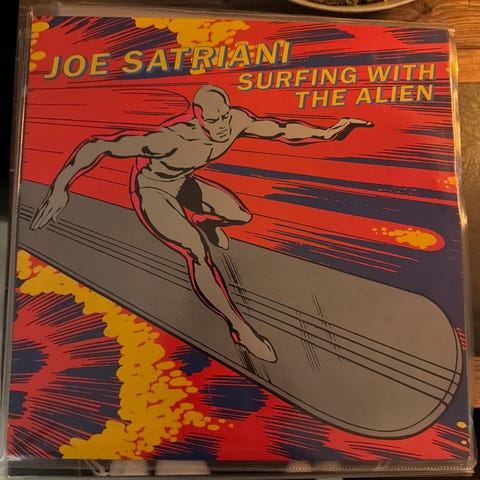 JOE SATRIANI
SURFING WITH
THE ALIEN